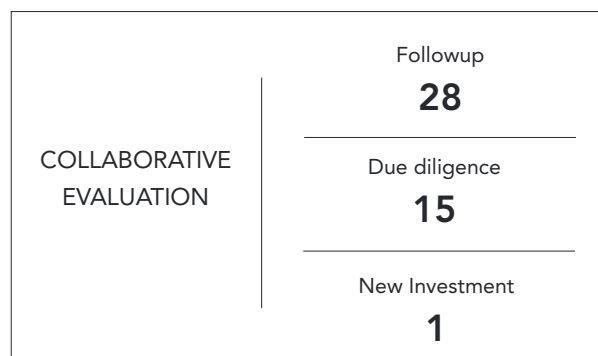 COLLABORATIVE
EVALUATION
Followup
28
Due diligence
15
New Investment
1